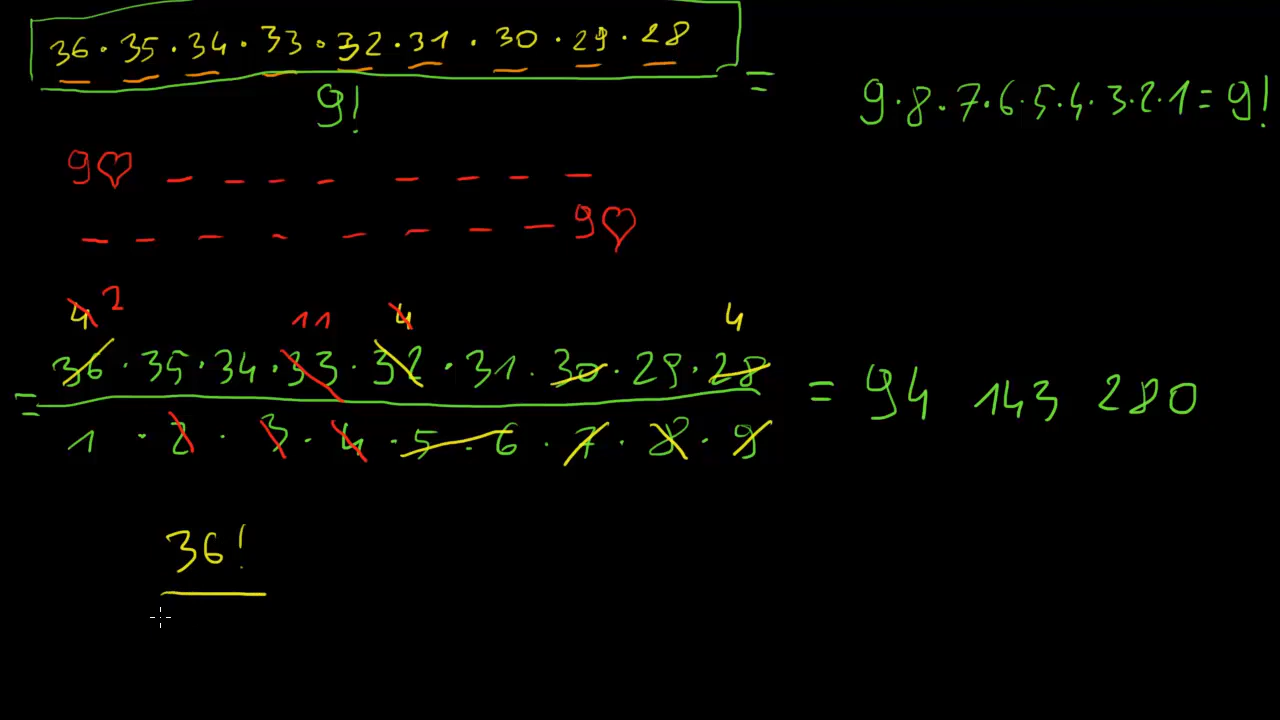 36 · 35 · 34 · 33 · 32 · 31 · 30 · 29 · 28
9!
=
9·8·7·6·5·4·3·2·1=9!
9♡ _ _ _ _ _ _ _ _
_ _ _ _ _ _ _ _ 9♡
4 2 11 4 4
36 · 35 · 34 · 33 · 32 · 31 · 30 · 29 · 28
= = 94 143 280
1 · 2 · 3 · 4 · 5 · 6 · 7 · 8 · 9
36!